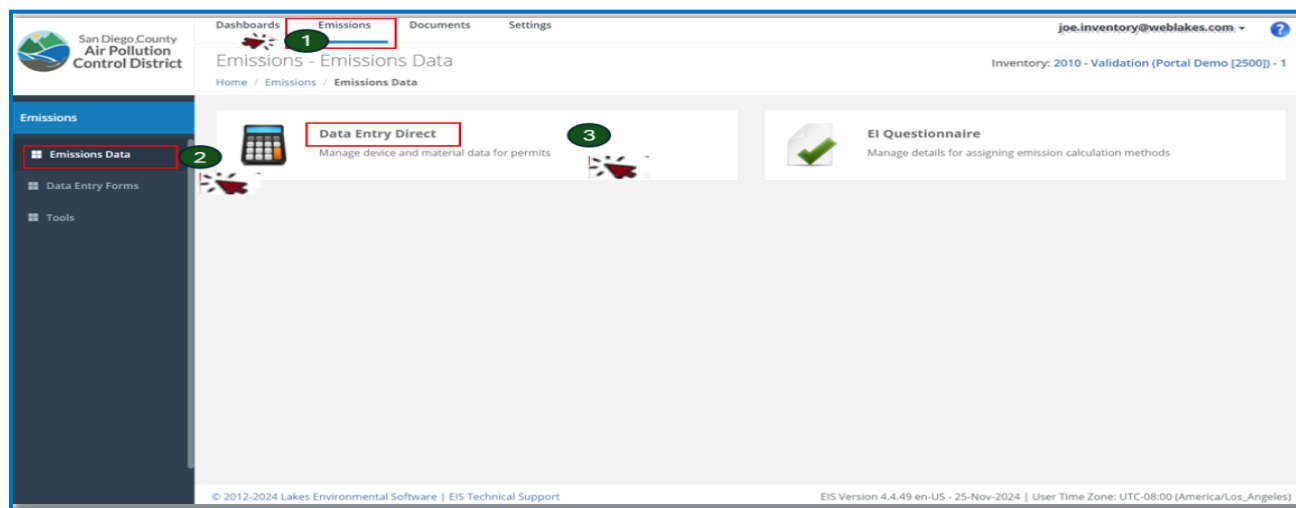 San Diego County
Air Pollution
Control District
Dashboards Emissions Documents Settings
joe.inventory@weblakes.com
?
1
Emissions - Emissions Data
Inventory: 2010 - Validation (Portal Demo [2500]) - 1
Home / Emissions / Emissions Data
Emissions
Emissions Data
2
Data Entry Forms
Tools
Data Entry Direct
3
Manage device and material data for permits
EI Questionnaire
Manage details for assigning emission calculation methods
© 2012-2024 Lakes Environmental Software | EIS Technical Support
EIS Version 4.4.49 en-US - 25-Nov-2024 | User Time Zone: UTC-08:00 (America/Los_Angeles)